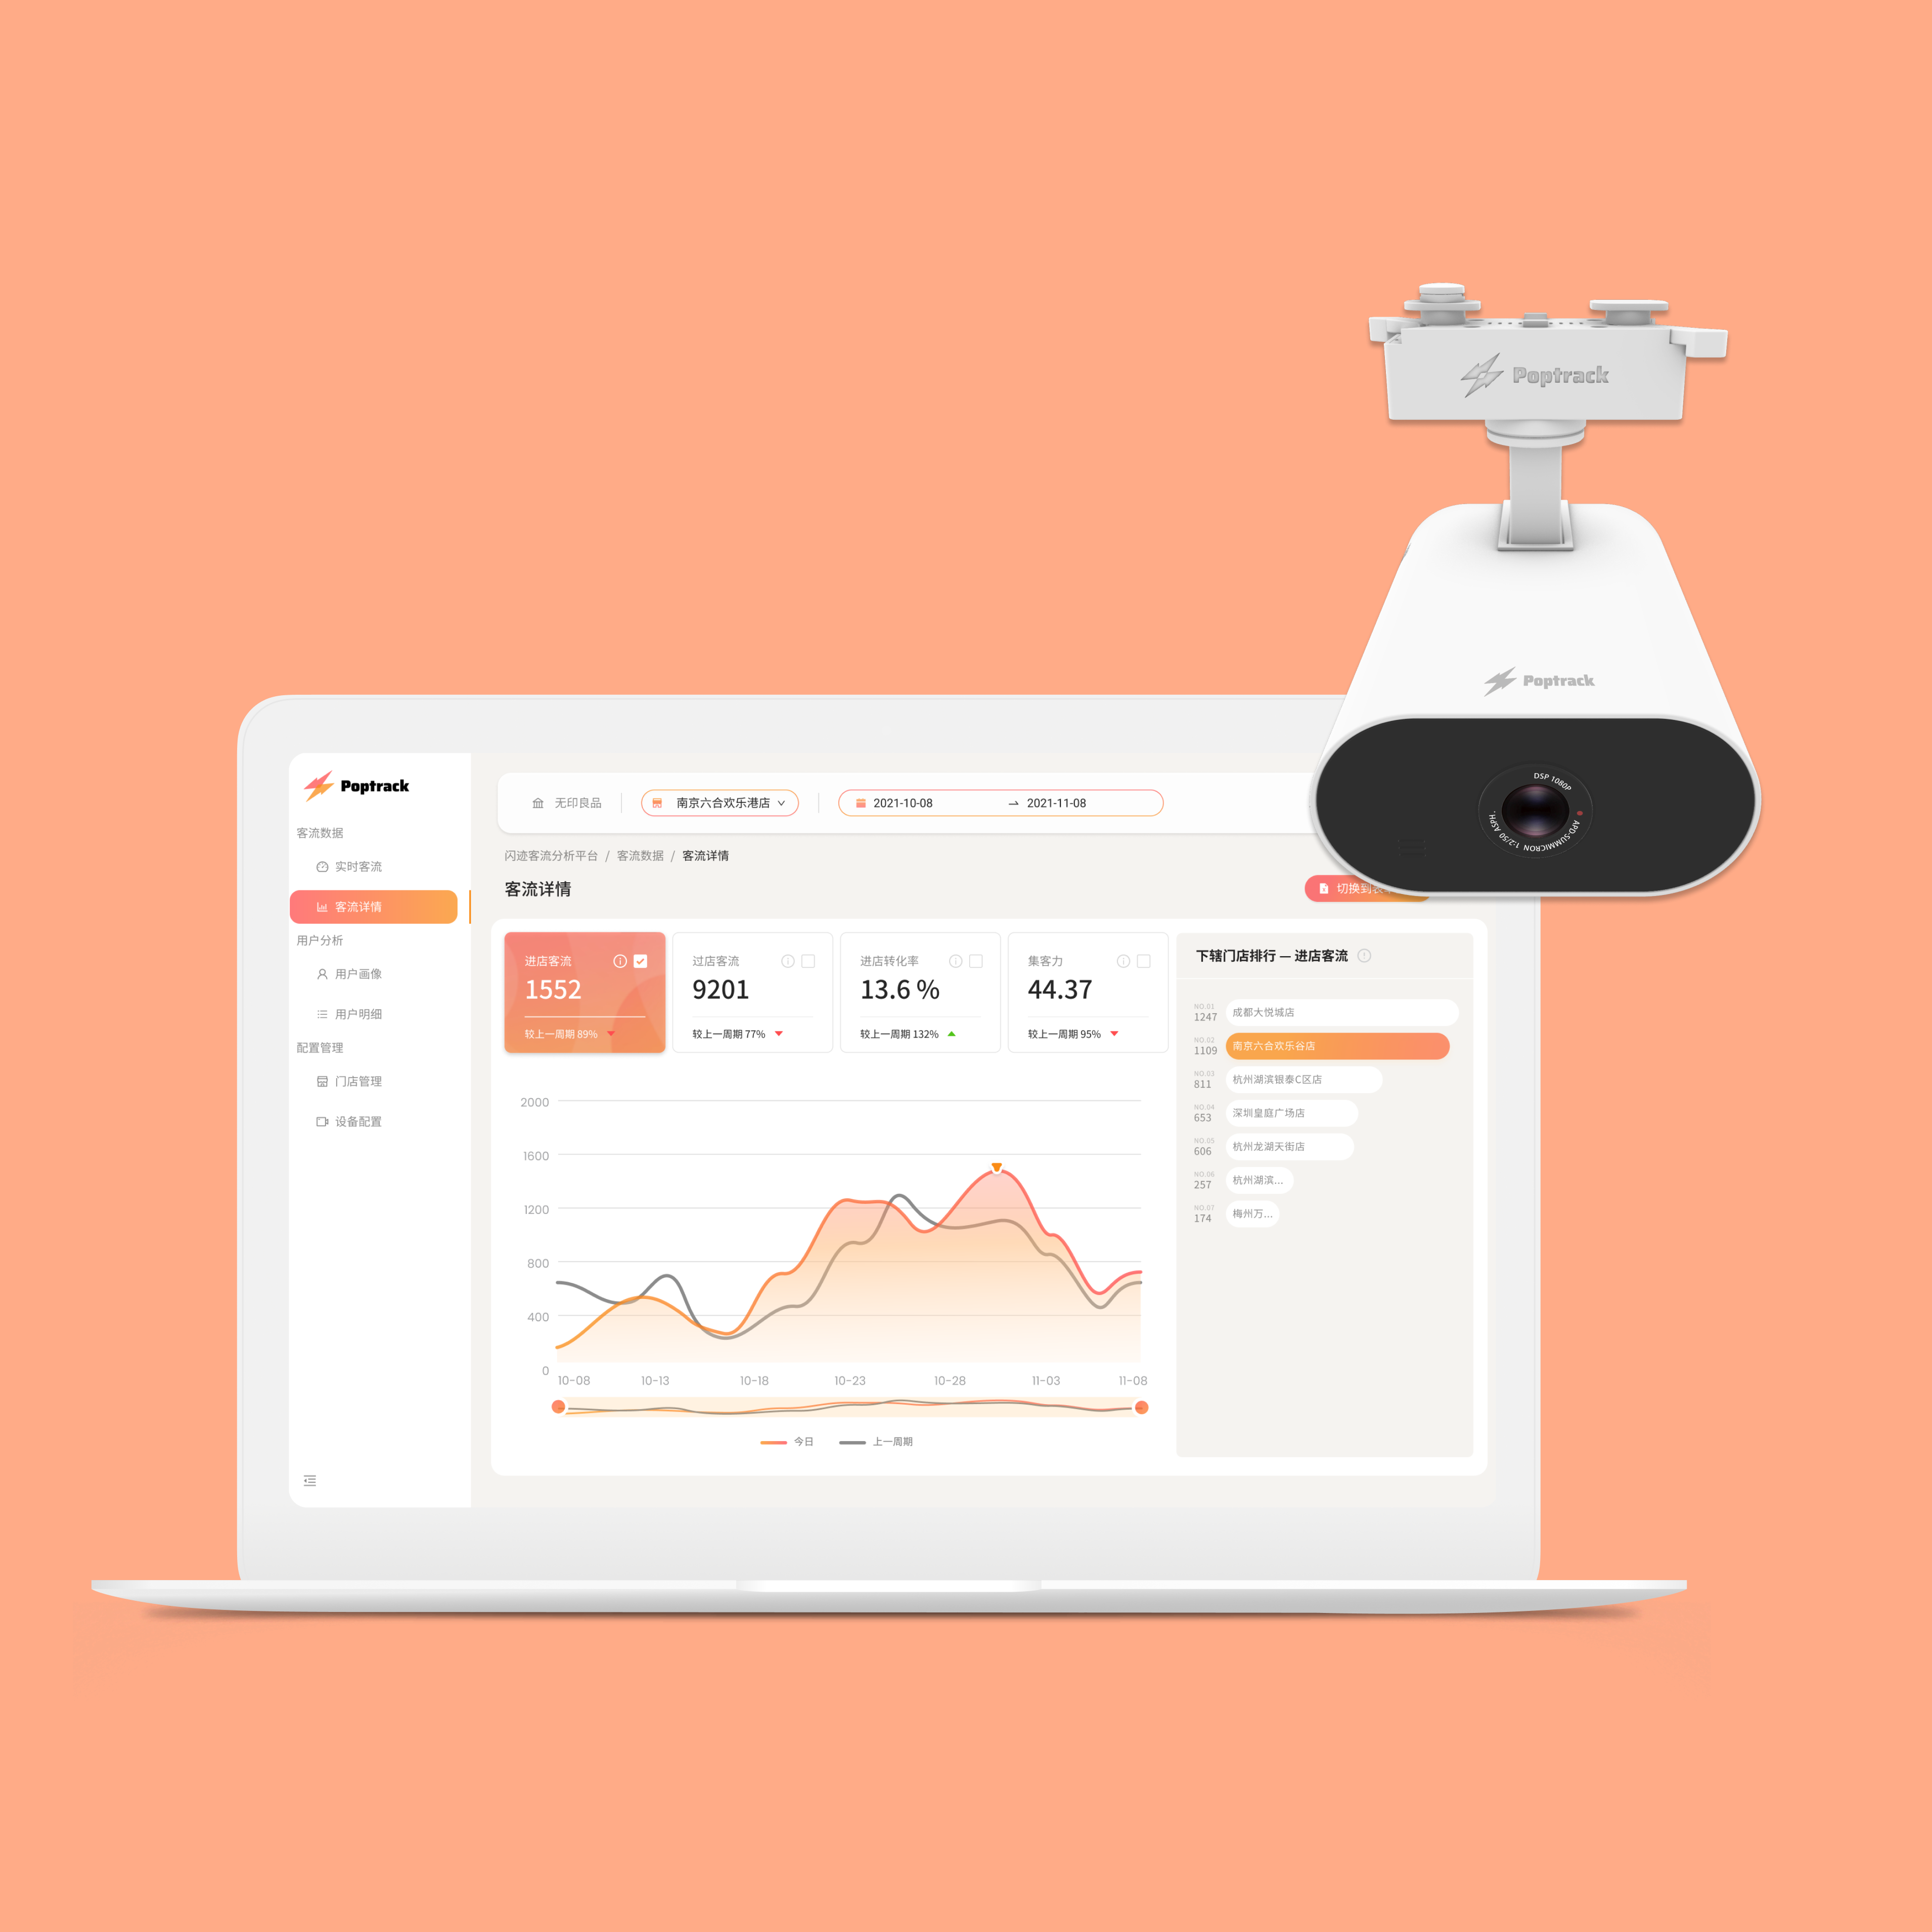 Poptrack
Poptrack
DSP 1080P
APD-SUMMICRON 1:2/50 ASPH.
Poptrack
客流数据
实时客流
客流详情
用户分析
用户画像
用户明细
配置管理
门店管理
设备配置
无印良品
南京六合欢乐港店
2021-10-08
2021-11-08
闪迹客流分析平台 / 客流数据 / 客流详情
客流详情
切换到表
进店客流
1552
较上一周期 89%
过店客流
9201
较上一周期 77%
进店转化率
13.6 %
较上一周期 132%
集客力
44.37
较上一周期 95%
2000
1600
1200
800
400
0
10-08 10-13 10-18 10-23 10-28 11-03 11-08
今日 上一周期
下辖门店排行 — 进店客流
NO.01
1247 成都大悦城店
NO.02
1109 南京六合欢乐谷店
NO.03
811 杭州湖滨银泰C区店
NO.04
653 深圳皇庭广场店
NO.05
606 杭州龙湖天街店
NO.06
257 杭州湖滨...
NO.07
174 梅州万...